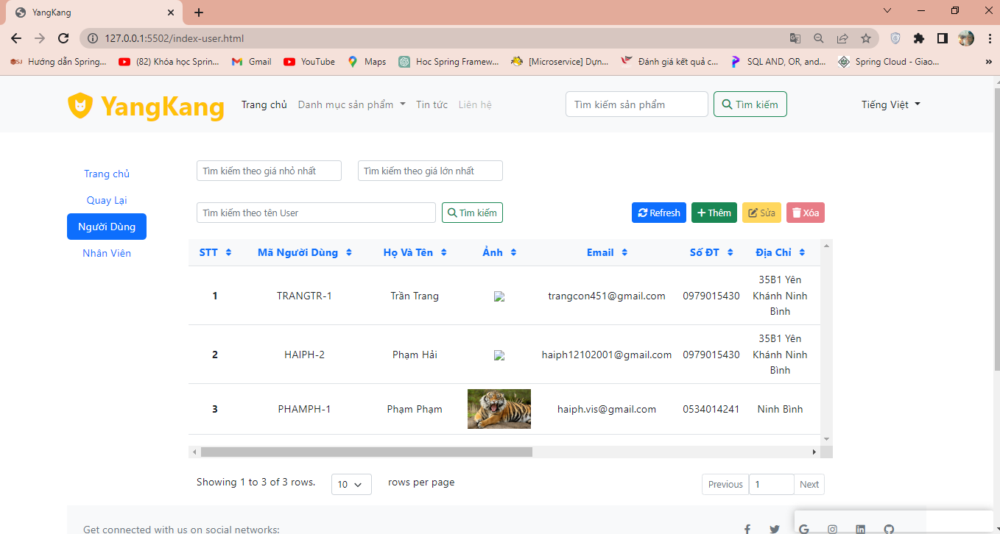 YangKang
127.0.0.1:5502/index-user.html
Hướng dẫn Spring...
(82) Khóa học Sprin...
Gmail
YouTube
Maps
Hoc Spring Framew...
[Microservice] Dựn...
Đánh giá kết quả c...
SQL AND, OR, and...
Spring Cloud - Giao...
»
YangKang
Trang chủ
Danh mục sản phẩm
Tin tức
Liên hệ
Tìm kiếm sản phẩm
Tìm kiếm
Tiếng Việt
Trang chủ
Quay Lại
Người Dùng
Nhân Viên
Tìm kiếm theo giá nhỏ nhất
Tìm kiếm theo giá lớn nhất
Tìm kiếm theo tên User
Tìm kiếm
Refresh
Thêm
Sửa
Xóa
STT Mã Người Dùng Họ Và Tên Ảnh Email Số ĐT Địa Chỉ
1 TRANGTR-1 Trần Trang trangcon451@gmail.com 0979015430 35B1 Yên
Khánh Ninh
Bình
2 HAIPH-2 Phạm Hải haiph12102001@gmail.com 0979015430 35B1 Yên
Khánh Ninh
Bình
3 PHAMPH-1 Phạm Phạm haiph.vis@gmail.com 0534014241 Ninh Bình
Showing 1 to 3 of 3 rows. 10 rows per page
Previous 1 Next
Get connected with us on social networks: